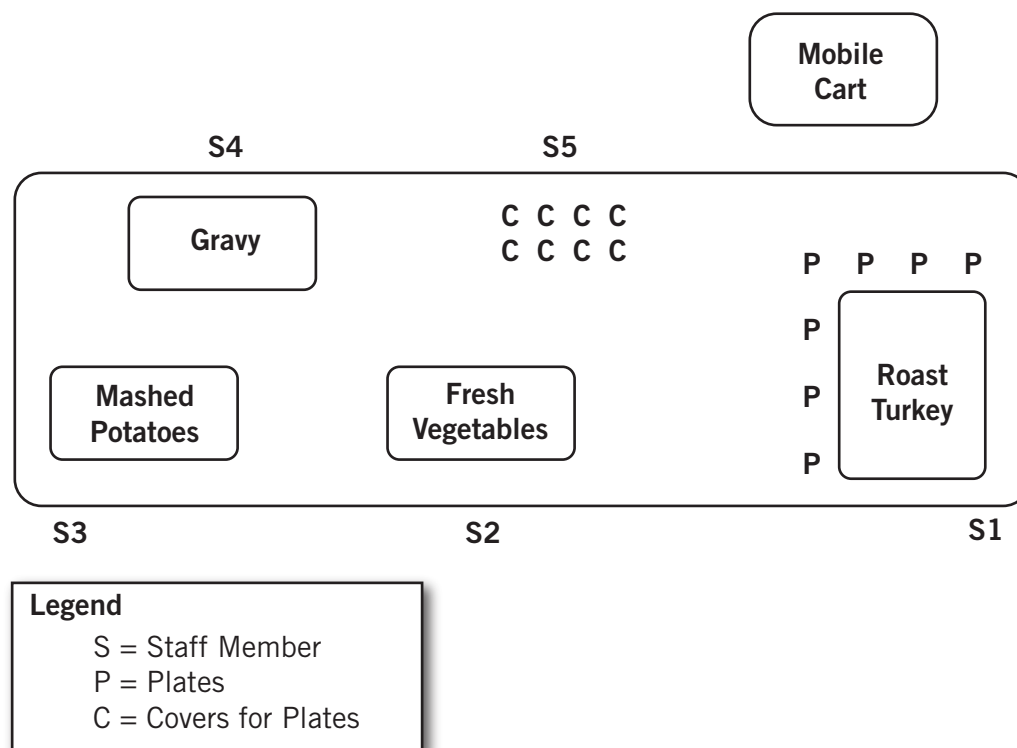 Mobile
Cart
S4 S5
Gravy
C C C C
C C C C
P P P P
P
P
P
Roast
Turkey
Mashed
Potatoes
Fresh
Vegetables
S3 S2 S1
Legend
S = Staff Member
P = Plates
C = Covers for Plates